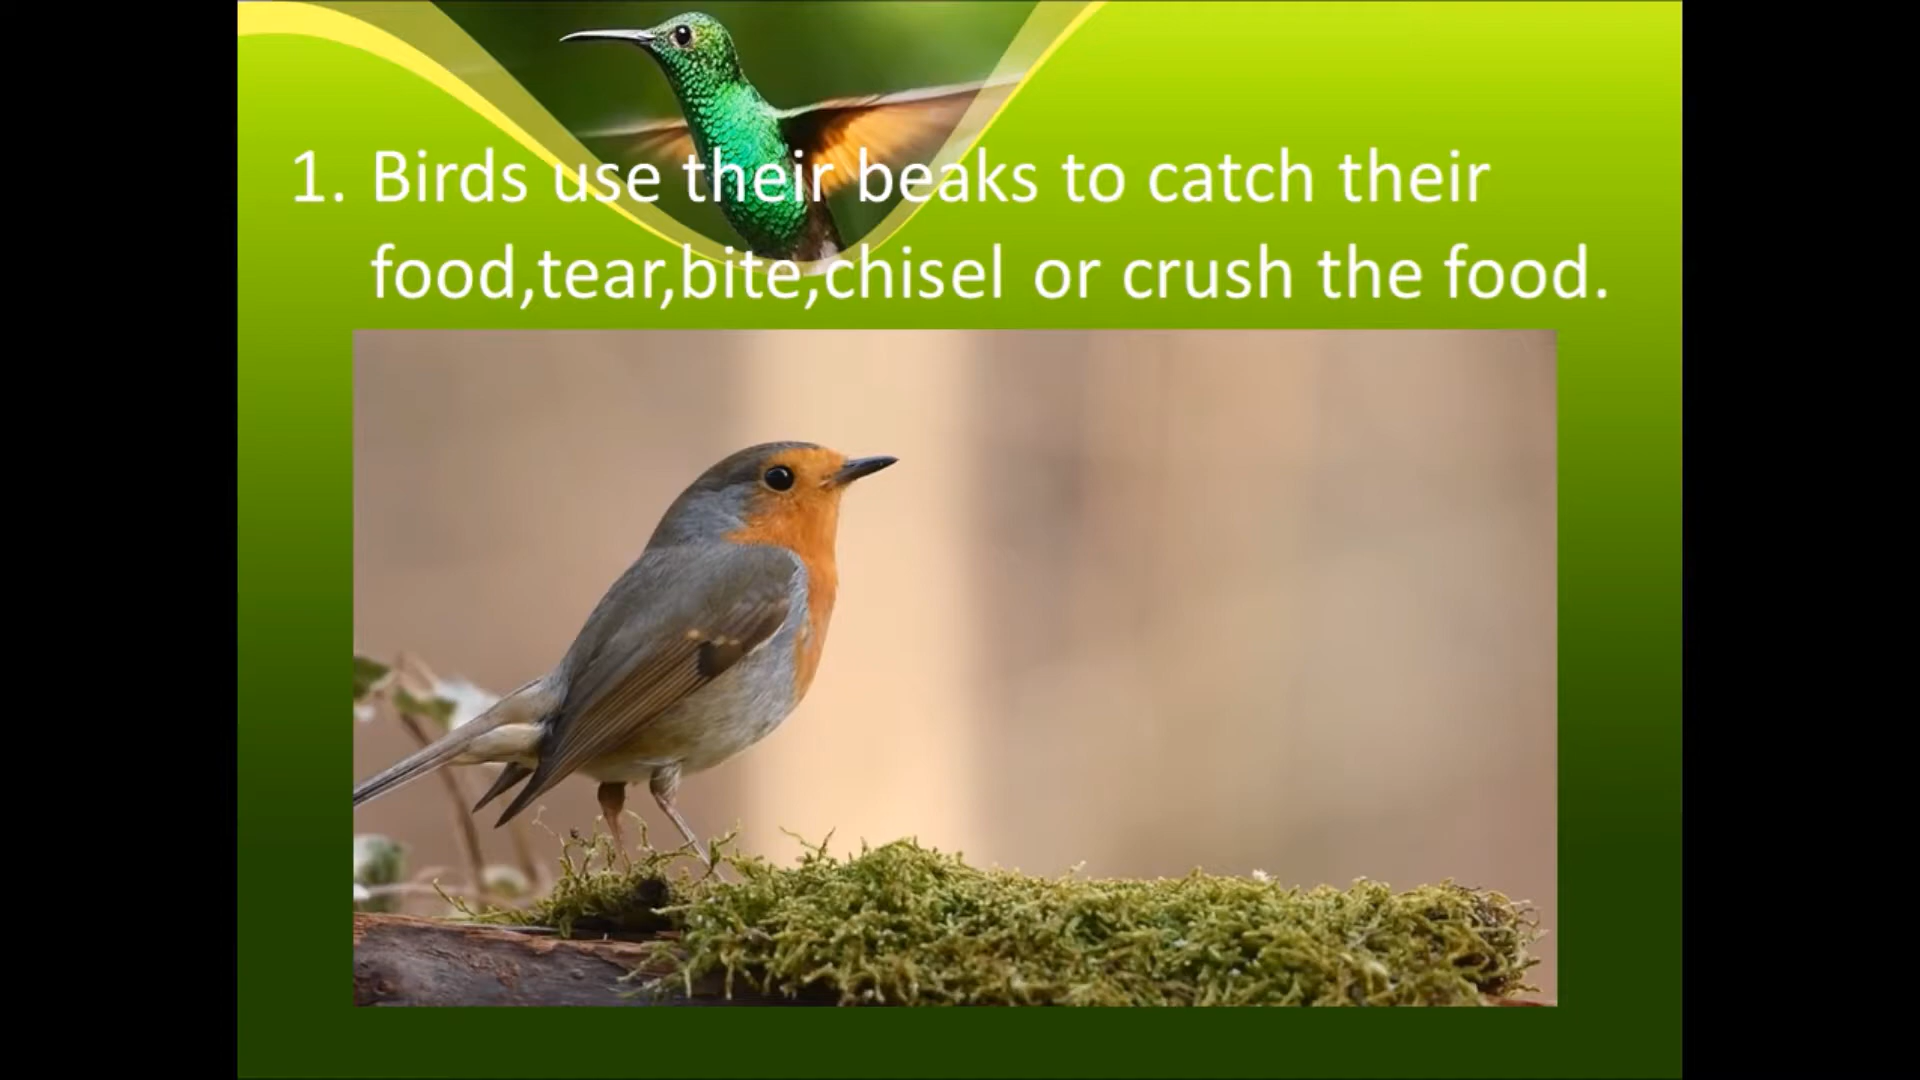 1. Birds use their beaks to catch their
food,tear,bite,chisel or crush the food.